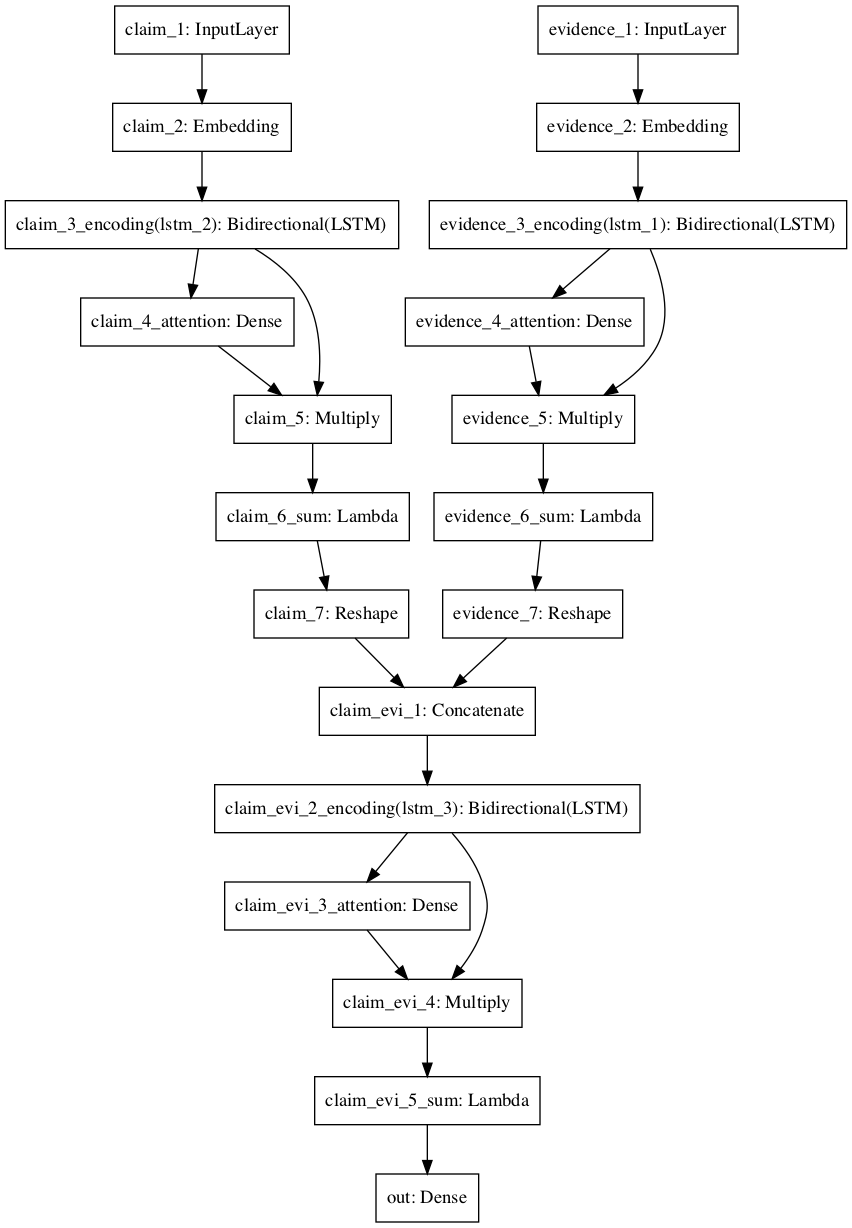 claim_1: InputLayer
evidence_1: InputLayer
claim_2: Embedding
evidence_2: Embedding
claim_3_encoding(lstm_2): Bidirectional(LSTM)
evidence_3_encoding(lstm_1): Bidirectional(LSTM)
claim_4_attention: Dense
evidence_4_attention: Dense
claim_5: Multiply
evidence_5: Multiply
claim_6_sum: Lambda
evidence_6_sum: Lambda
claim_7: Reshape
evidence_7: Reshape
claim_evi_1: Concatenate
claim_evi_2_encoding(lstm_3): Bidirectional(LSTM)
claim_evi_3_attention: Dense
claim_evi_4: Multiply
claim_evi_5_sum: Lambda
out: Dense